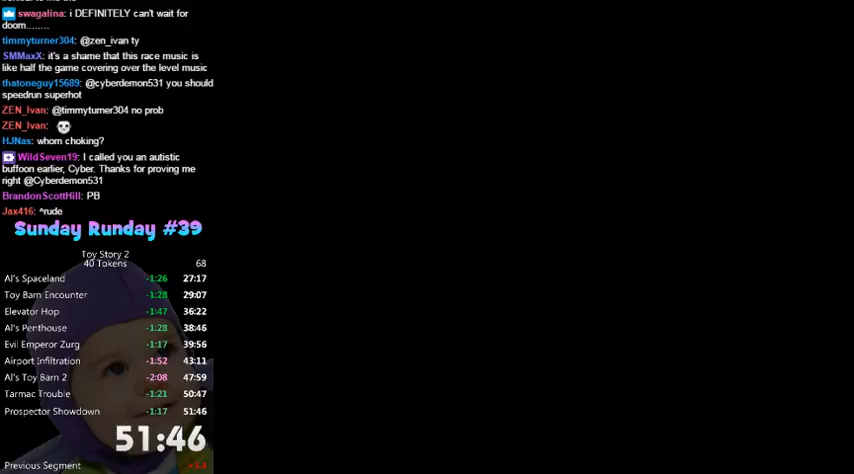 swagalina: i DEFINITELY can't wait for
doom........
timmyturner304: @zen_ivan ty
SMMaxX: it's a shame that this race music is
like half the game covering over the level music
thatoneguy15689: @cyberdemon531 you should
speedrun superhot
ZEN_Ivan: @timmyturner304 no prob
ZEN_Ivan:
HJNas: whom choking?
WildSeven19: I called you an autistic
buffoon earlier, Cyber. Thanks for proving me
right @Cyberdemon531
BrandonScottHill: PB
Jax416: ^rude
Sunday Runday #39
Toy Story 2
40 Tokens 68
Al's Spaceland -1:26 27:17
Toy Barn Encounter -1:28 29:07
Elevator Hop -1:47 36:22
Al's Penthouse -1:28 38:46
Evil Emperor Zurg -1:17 39:56
Airport Infiltration -1:52 43:11
Al's Toy Barn 2 -2:08 47:59
Tarmac Trouble -1:21 50:47
Prospector Showdown -1:17 51:46
51:46
Previous Segment